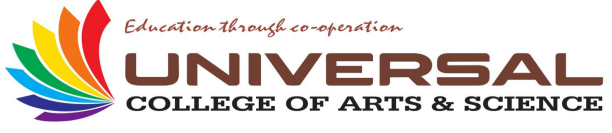 Education through co-operation
UNIVERSAL
COLLEGE OF ARTS & SCIENCE